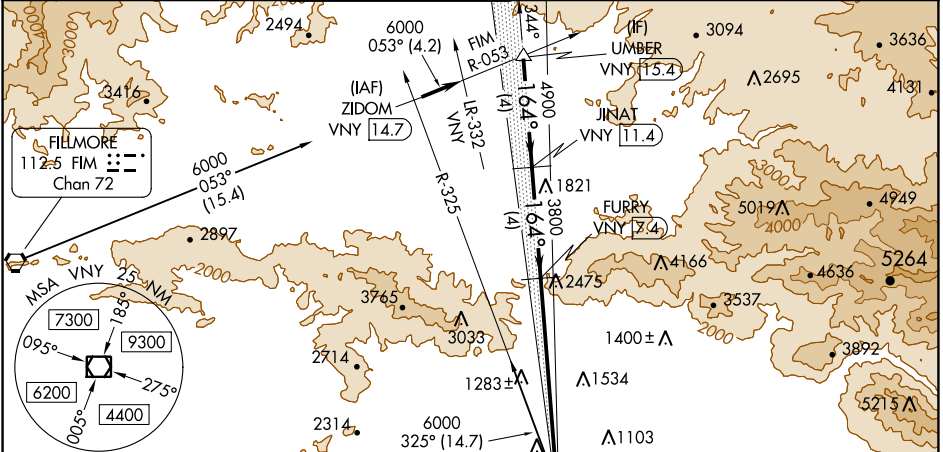 2494
6000
053° (4.2)
FIM
R-053
344°
(IF)
UMBER
VNY 15.4
3094
3636
3000
4131
2695
3416
(IAF)
ZIDOM
VNY 14.7
LR-332
VNY
164°
(4)
4900
JINAT
VNY 11.4
FILLMORE
112.5 FIM
Chan 72
6000
053°
(15.4)
R-325
1821
3000
164°
(4)
3800
FURRY
VNY 7.4
5019
4000
4949
2897
2000
4166
4636
5264
2475
MSA VNY 25 NM
185°
7300
9300
095°
275°
6200
4400
005°
3765
3033
3537
2000
1400±
3892
2714
1283±
1534
5215
2314
6000
325° (14.7)
1103